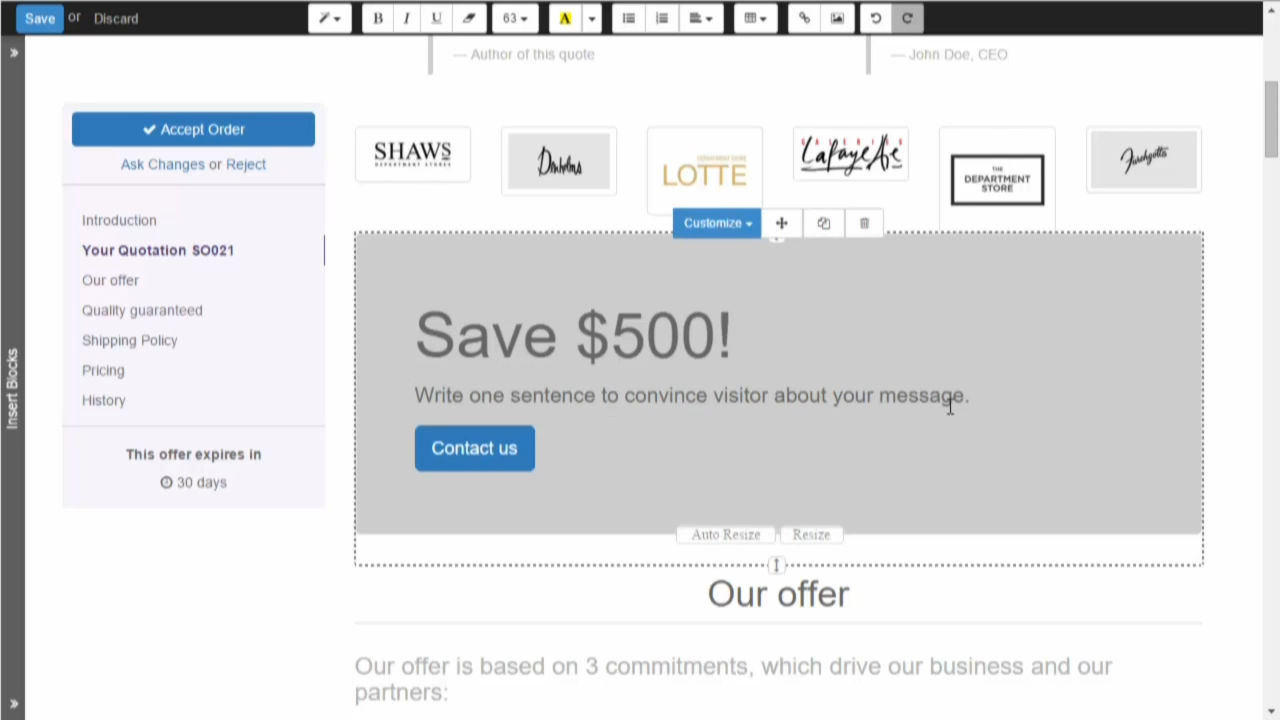 Save or Discard
B I U 63 A
— Author of this quote
— John Doe, CEO
Accept Order
Ask Changes or Reject
Introduction
Your Quotation SO021
Our offer
Quality guaranteed
Shipping Policy
Pricing
History
This offer expires in
30 days
Insert Blocks
SHAWS
DEPARTMENT STORES
DEPARTMENT STORE
LOTTE
GALERIES
Lafayette
THE
DEPARTMENT
STORE
Customize
Save $500!
Write one sentence to convince visitor about your message.
Contact us
Auto Resize
Resize
Our offer
Our offer is based on 3 commitments, which drive our business and our
partners: